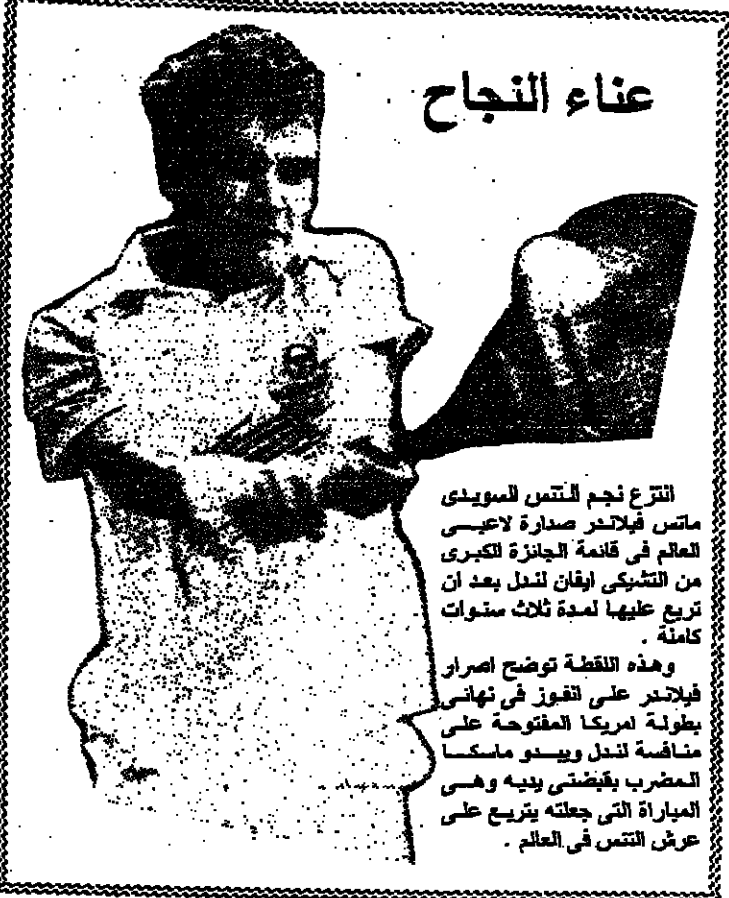 عناء النجاح
انتزع نجم التنس السويدى
ماتس فيلاندر صدارة لاعبى
العالم فى قائمة الجائزة الكبرى
من التشيكى ايفان لندل بعد ان
تربع عليها لمدة ثلاث سنوات
كاملة .
وهذه اللقطة توضح اصرار
فيلاندر على الفوز فى نهائى
بطولة امريكا المفتوحة على
منافسة لندل ويبدو ماسكا
المضرب بقبضتى يديه وهى
المباراة التى جعلته يتربع على
عرش التنس فى العالم .